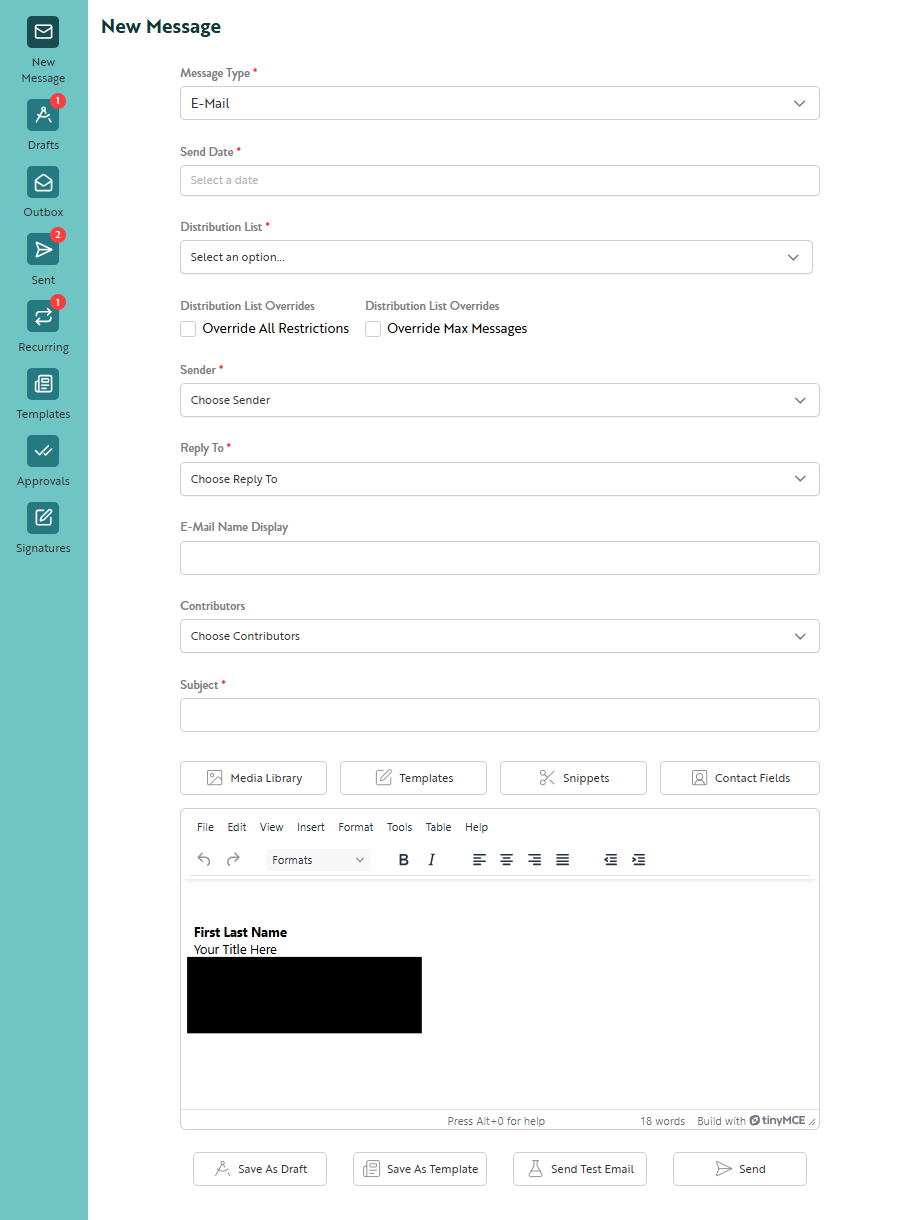 New Message
New
Message
1
Drafts
Outbox
2
Sent
1
Recurring
Templates
Approvals
Signatures
Message Type *
E-Mail
Send Date *
Select a date
Distribution List *
Select an option...
Distribution List Overrides Distribution List Overrides
Override All Restrictions Override Max Messages
Sender *
Choose Sender
Reply To *
Choose Reply To
E-Mail Name Display
Contributors
Choose Contributors
Subject *
Media Library Templates Snippets Contact Fields
File Edit View Insert Format Tools Table Help
Formats B I
First Last Name
Your Title Here
Press Alt+0 for help 18 words Build with tinyMCE
Save As Draft Save As Template Send Test Email Send